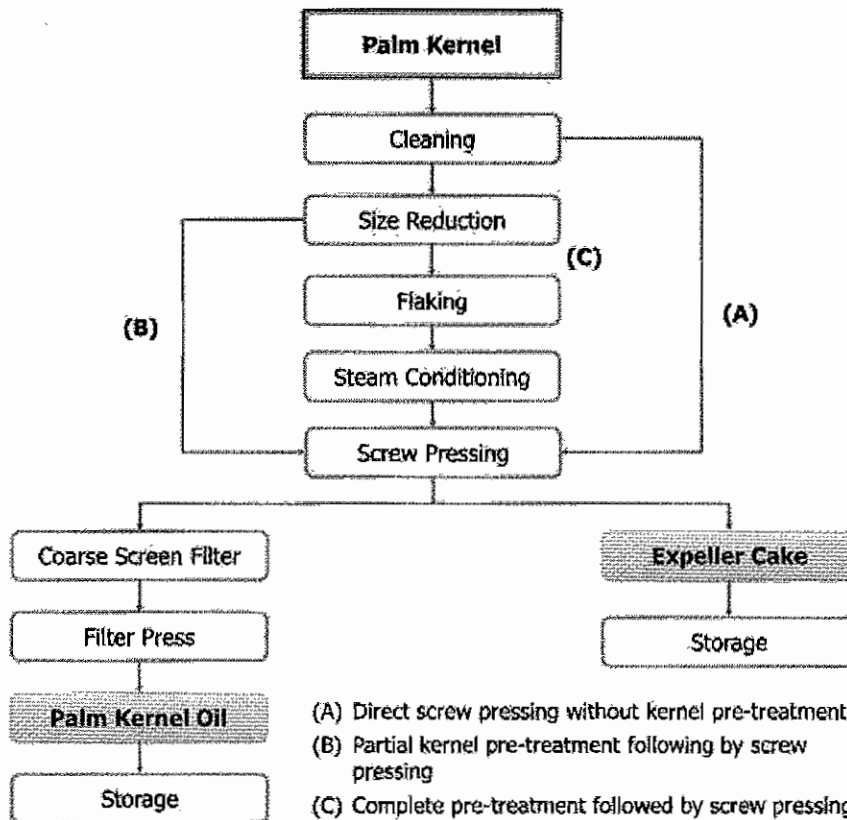 Palm Kernel
Cleaning
Size Reduction
(C)
Flaking
(B)
(A)
Steam Conditioning
Screw Pressing
Coarse Screen Filter
Expeller Cake
Filter Press
Storage
Palm Kernel Oil
(A) Direct screw pressing without kernel pre-treatment
(B) Partial kernel pre-treatment following by screw
pressing
Storage
(C) Complete pre-treatment followed by screw pressing